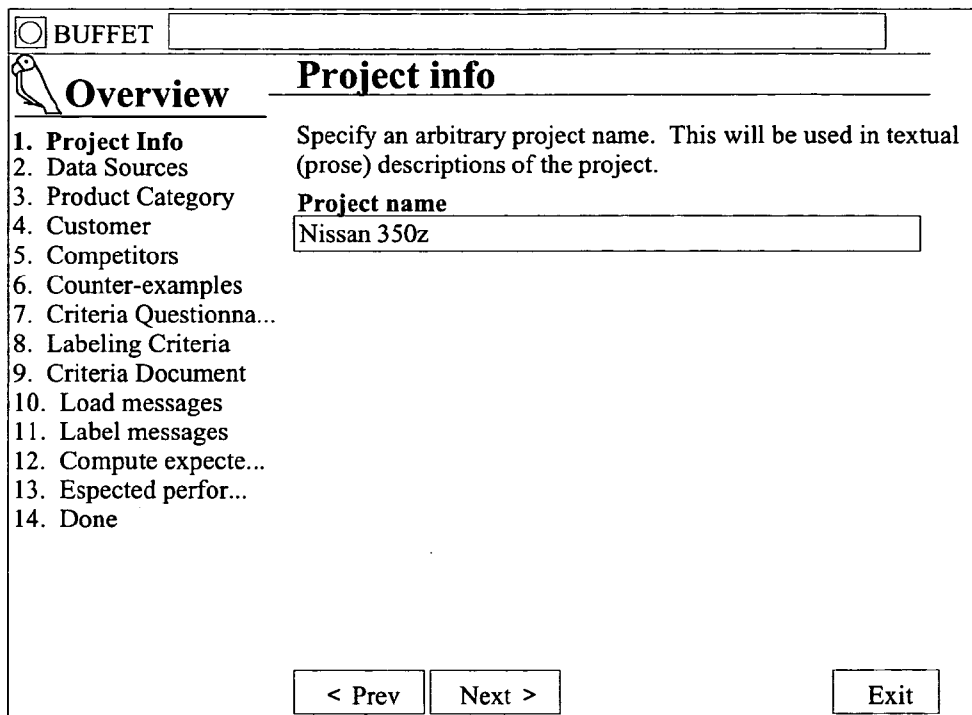 BUFFET
Overview
1. Project Info
2. Data Sources
3. Product Category
4. Customer
5. Competitors
6. Counter-examples
7. Criteria Questionna...
8. Labeling Criteria
9. Criteria Document
10. Load messages
11. Label messages
12. Compute expecte...
13. Espected perfor...
14. Done
Project info
Specify an arbitrary project name. This will be used in textual
(prose) descriptions of the project.
Project name
Nissan 350z
< Prev
Next >
Exit